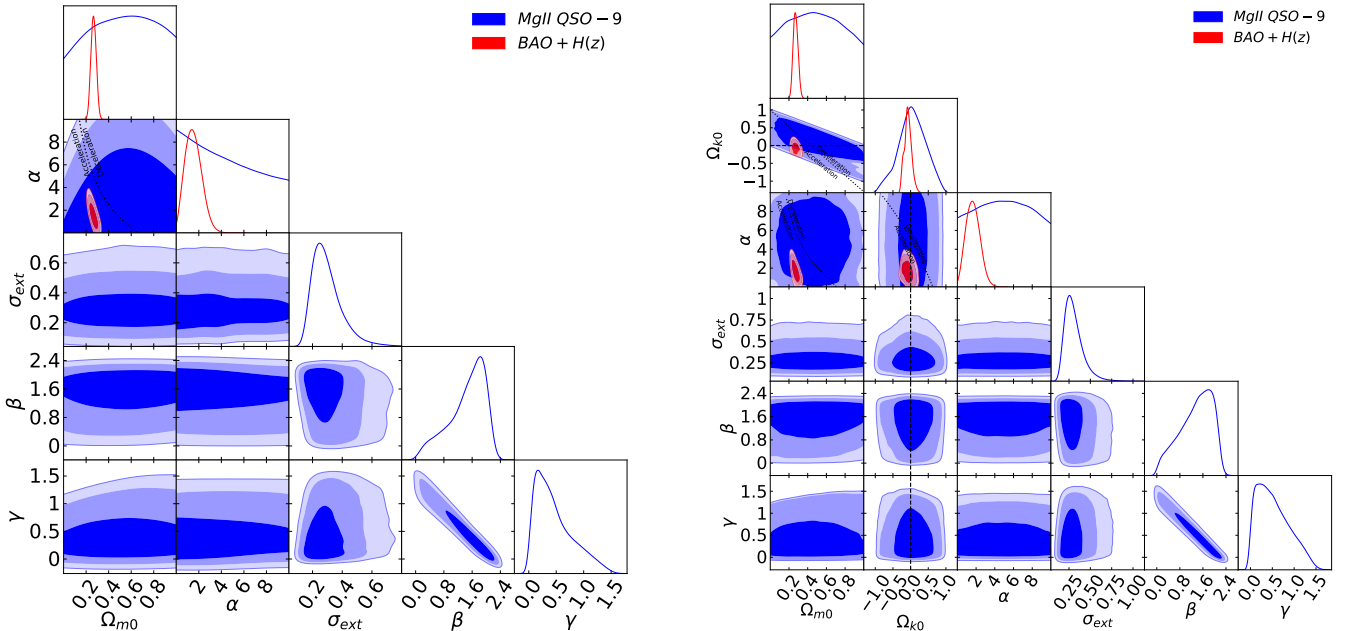 MgII QSO − 9
BAO + H(z)
α
8
6
4
2
Acceleration
Deceleration
σext
0.6
0.4
0.2
β
2.4
1.6
0.8
0
γ
1.5
1.0
0.5
0.0
0.2 0.4 0.6 0.8
2 4 6 8
0.2 0.4 0.6
0.0 0.8 1.6 2.4
0.0 0.5 1.0 1.5
Ωm0
α
σext
β
γ
MgII QSO − 9
BAO + H(z)
Ωk0
1.0
0.5
0.0
−0.5
−1
Deceleration
Acceleration
α
8
6
4
2
σext
1
0.75
0.50
0.25
β
2.4
1.6
0.8
0
γ
1.5
1
0.5
0
0.2 0.4 0.6 0.8
−1.0 −0.5 0.0 0.5 1.0
2 4 6 8
0.25 0.50 0.75 1.00
0.0 0.8 1.6 2.4
0.0 0.5 1.0 1.5
Ωm0
Ωk0
α
σext
β
γ